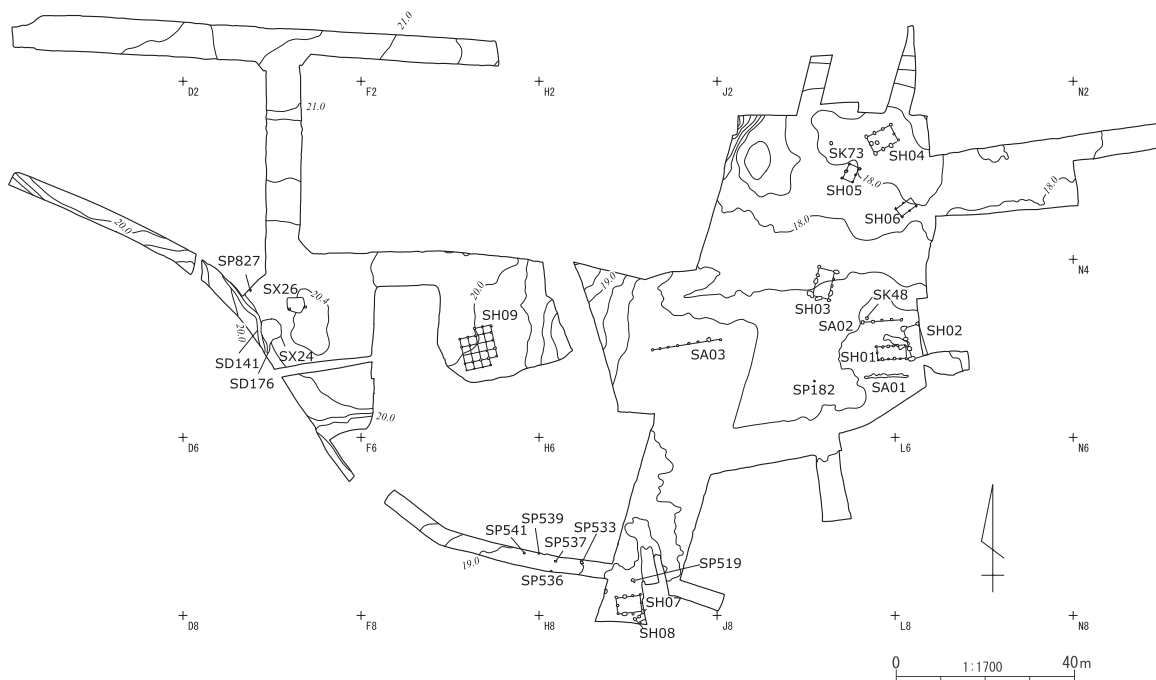 21.0
D2
F2
H2
J2
N2
21.0
SK73
SH04
SH05
18.0
18.0
SH06
18.0
20.0
N4
SP827
SX26
20.4
20.0
19.0
SH09
SH03
SK48
SA02
SH02
20.0
SH01
SD141
SX24
SA03
SD176
SP182
SA01
20.0
D6
F6
H6
L6
N6
SP539
SP541
SP533
SP537
19.0
SP536
SP519
SH07
SH08
D8
F8
H8
J8
L8
N8
0
1:1700
40m